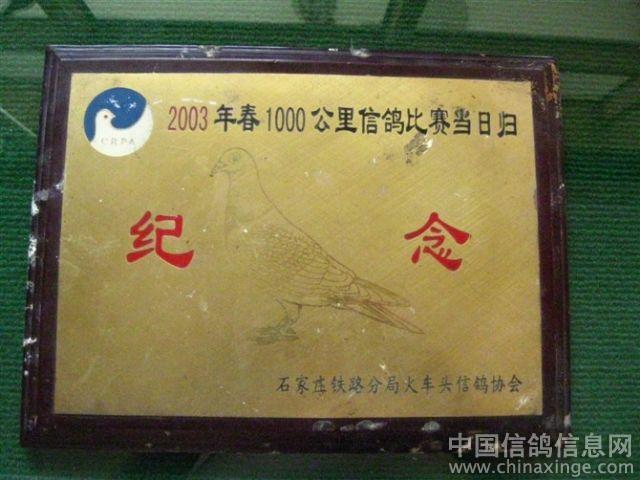 2003年春1000公里信鸽比赛当日归
CRPA
纪 念
石家庄铁路分局火车头信鸽协会
中国信鸽信息网
www.chinaxinge.com